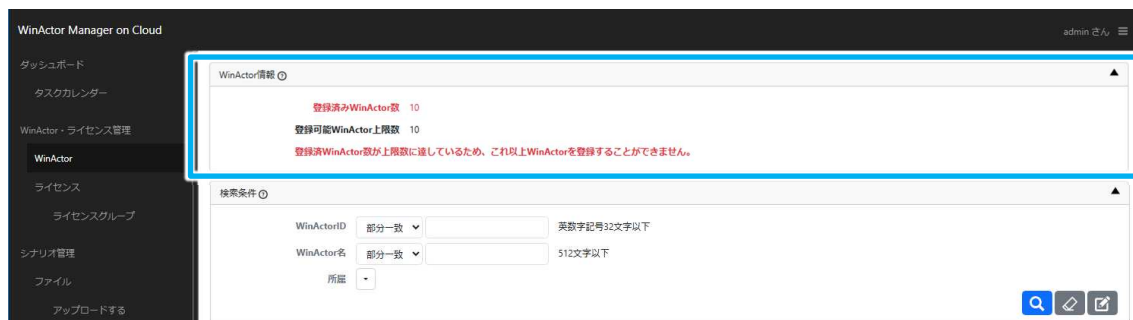 WinActor Manager on Cloud
admin さん
ダッシュボード
タスクカレンダー
WinActor・ライセンス管理
WinActor
ライセンス
ライセンスグループ
シナリオ管理
ファイル
アップロードする
WinActor情報
登録済みWinActor数 10
登録可能WinActor上限数 10
登録済WinActor数が上限数に達しているため、これ以上WinActorを登録することができません。
検索条件
WinActorID 部分一致 英数字記号32文字以下
WinActor名 部分一致 512文字以下
所属 -